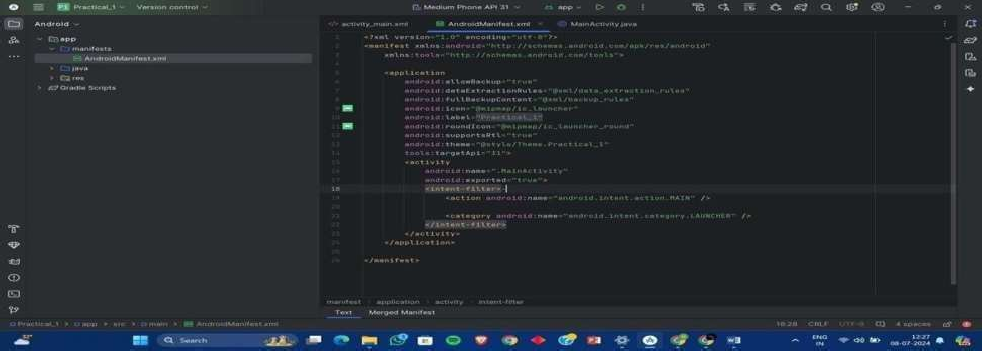 Practical_1 Version control Medium Phone API 31 app
Android
activity_main.xml AndroidManifest.xml MainActivity.java
app
manifests
AndroidManifest.xml
java
res
Gradle Scripts
<?xml version="1.0" encoding="utf-8"?>
<manifest xmlns:android="http://schemas.android.com/apk/res/android"
xmlns:tools="http://schemas.android.com/tools">
<application
android:allowBackup="true"
android:dataExtractionRules="@xml/data_extraction_rules"
android:fullBackupContent="@xml/backup_rules"
android:icon="@mipmap/ic_launcher"
android:label="Practical_1"
android:roundIcon="@mipmap/ic_launcher_round"
android:supportsRtl="true"
android:theme="@style/Theme.Practical_1"
tools:targetApi="31">
<activity
android:name=".MainActivity"
android:exported="true">
<intent-filter>
<action android:name="android.intent.action.MAIN" />
<category android:name="android.intent.category.LAUNCHER" />
</intent-filter>
</activity>
</application>
</manifest>
manifest application activity intent-filter
Text Merged Manifest
Practical_1 > app > src > main > AndroidManifest.xml 18:28 CRLF UTF-8 4 spaces
Search ENG IN 12:27 08-07-2024